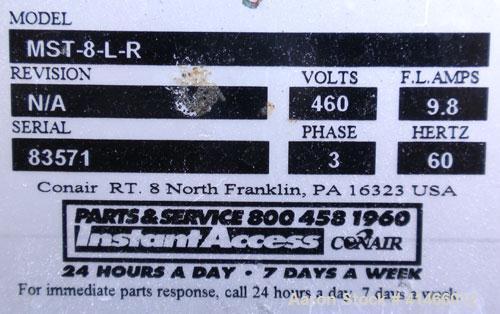 MODEL
MST-8-L-R
REVISION VOLTS F.L.AMPS
N/A 460 9.8
SERIAL PHASE HERTZ
83571 3 60
Conair RT. 8 North Franklin, PA 16323 USA
PARTS & SERVICE 800 458 1960
Instant Access CONAIR
24 HOURS A DAY · 7 DAYS A WEEK
For immediate parts response, call 24 hours a day, 7 days a week.
Aaron Stock #